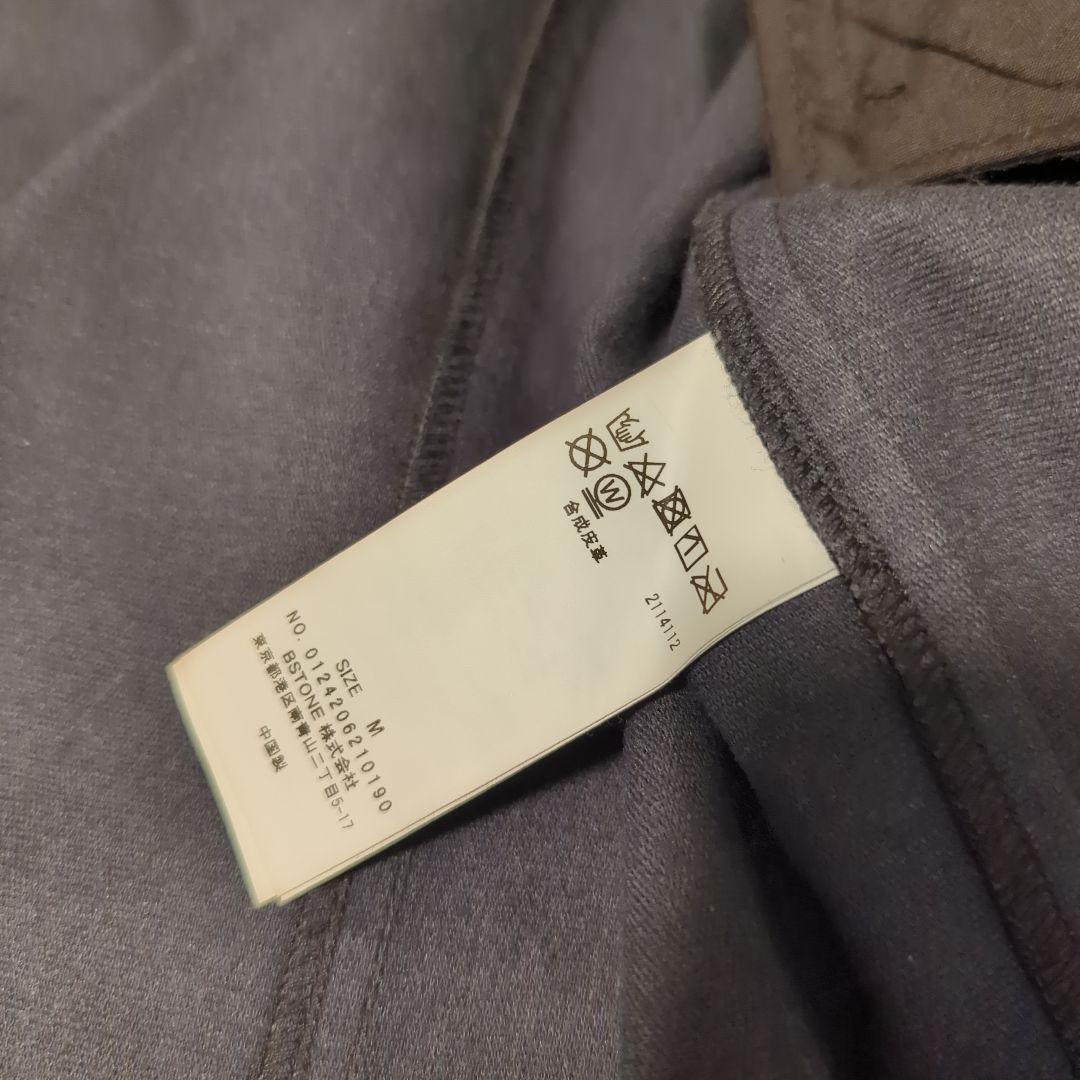 合成皮革
2114112
SIZE M
NO. 0124206210190
BSTONE 株式会社
東京都港区南青山二丁目5-17
中国製